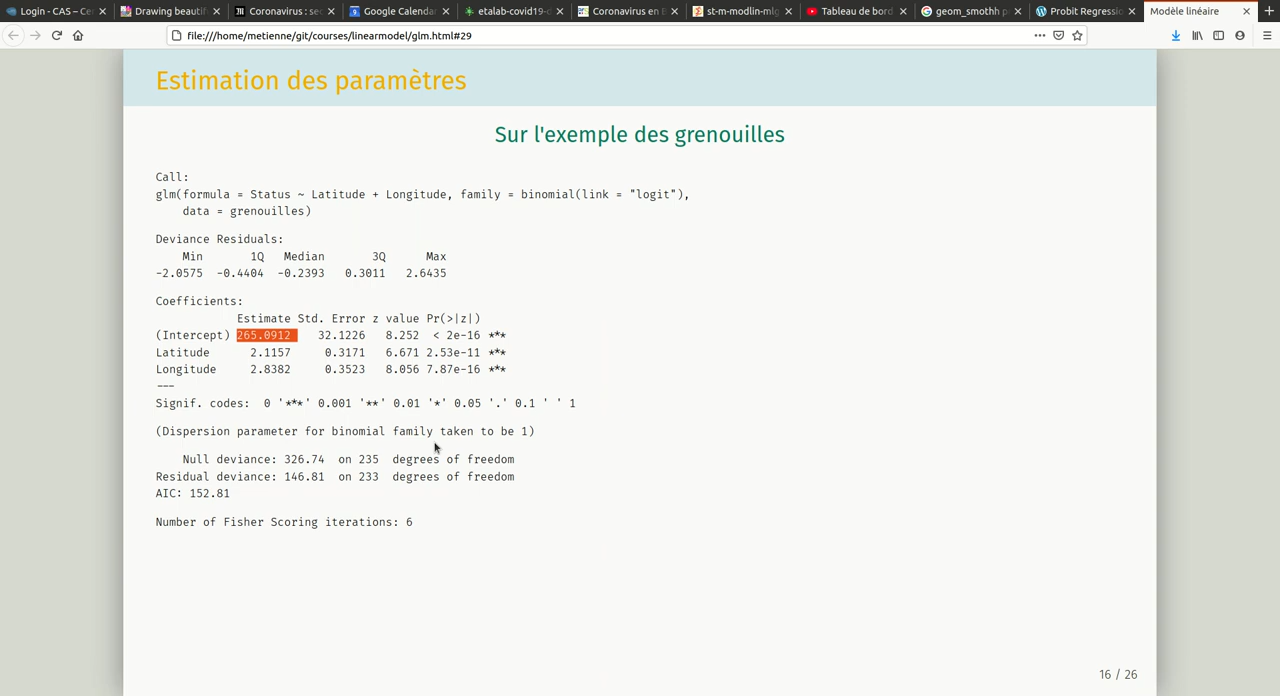 Login - CAS – Ce
Drawing beautif
Coronavirus : se
Google Calenda
etalab-covid19-d
Coronavirus en
st-m-modlin-mlg
Tableau de bord
geom_smothh p
Probit Regressio
Modèle linéaire
file:///home/metienne/git/courses/linearmodel/glm.html#29
Estimation des paramètres
Sur l'exemple des grenouilles
Call:
glm(formula = Status ~ Latitude + Longitude, family = binomial(link = "logit"),
data = grenouilles)
Deviance Residuals:
Min 1Q Median 3Q Max
-2.0575 -0.4404 -0.2393 0.3011 2.6435
Coefficients:
Estimate Std. Error z value Pr(>|z|)
(Intercept) 265.0912 32.1226 8.252 < 2e-16 ***
Latitude 2.1157 0.3171 6.671 2.53e-11 ***
Longitude 2.8382 0.3523 8.056 7.87e-16 ***
---
Signif. codes: 0 '***' 0.001 '**' 0.01 '*' 0.05 '.' 0.1 ' ' 1
(Dispersion parameter for binomial family taken to be 1)
Null deviance: 326.74 on 235 degrees of freedom
Residual deviance: 146.81 on 233 degrees of freedom
AIC: 152.81
Number of Fisher Scoring iterations: 6
16 / 26